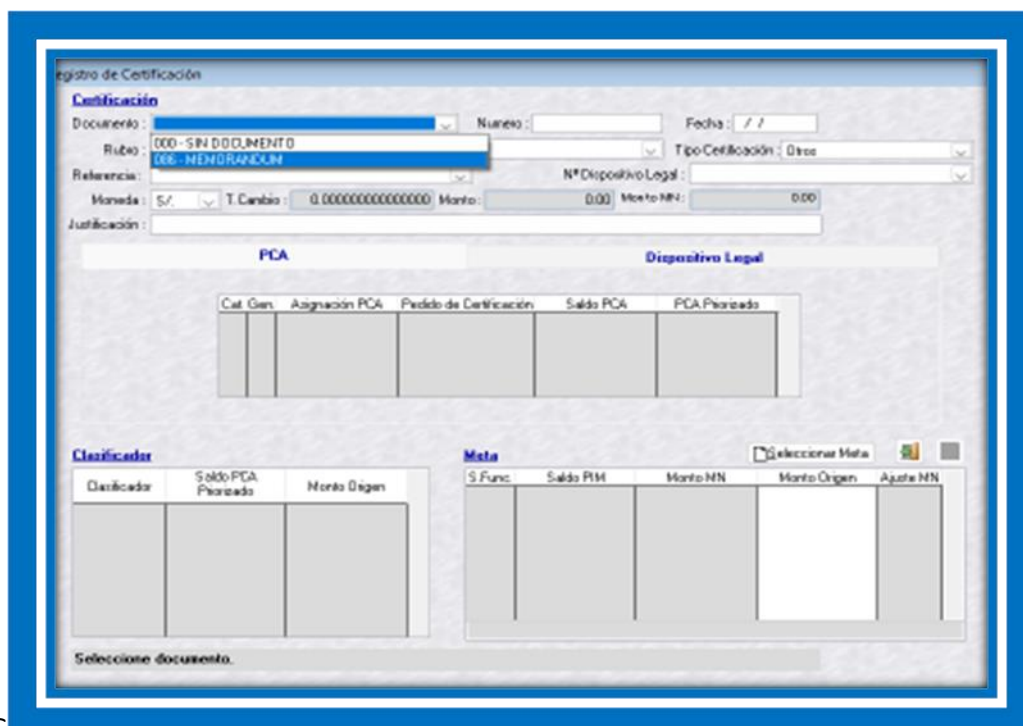 egistro de Certificación
Certificación
Documento : Numero : Fecha : / /
000 - SIN DOCUMENTO
086 - MEMORANDUM
Rubro : Tipo Certificación : Otros
Referencia : Nº Dispositivo Legal :
Moneda : S/. T. Cambio : 0.000000000000000 Monto : 0.00 Monto MN : 0.00
Justificación :
PCA Dispositivo Legal
Cat Gen. Asignación PCA Pedido de Certificación Saldo PCA PCA Priorizado
Clasificador
Clasificador Saldo PCA Priorizado Monto Origen
Meta Seleccionar Meta
S.Func. Saldo PIM Monto MN Monto Origen Ajuste MN
Seleccione documento.